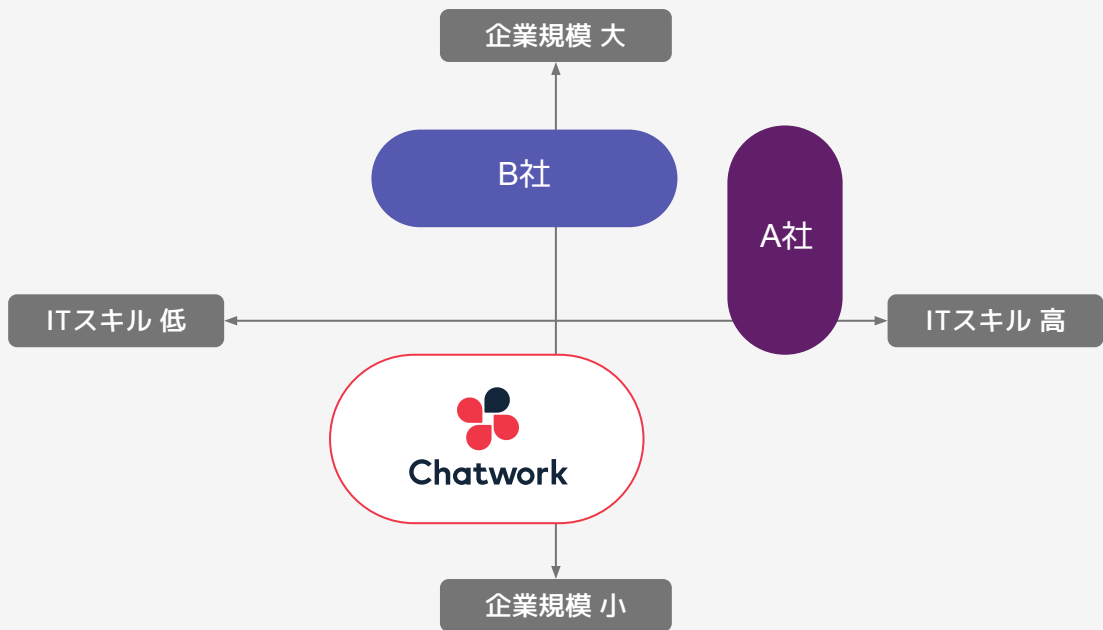 企業規模 大
B社
A社
ITスキル 低
ITスキル 高
Chatwork
企業規模 小